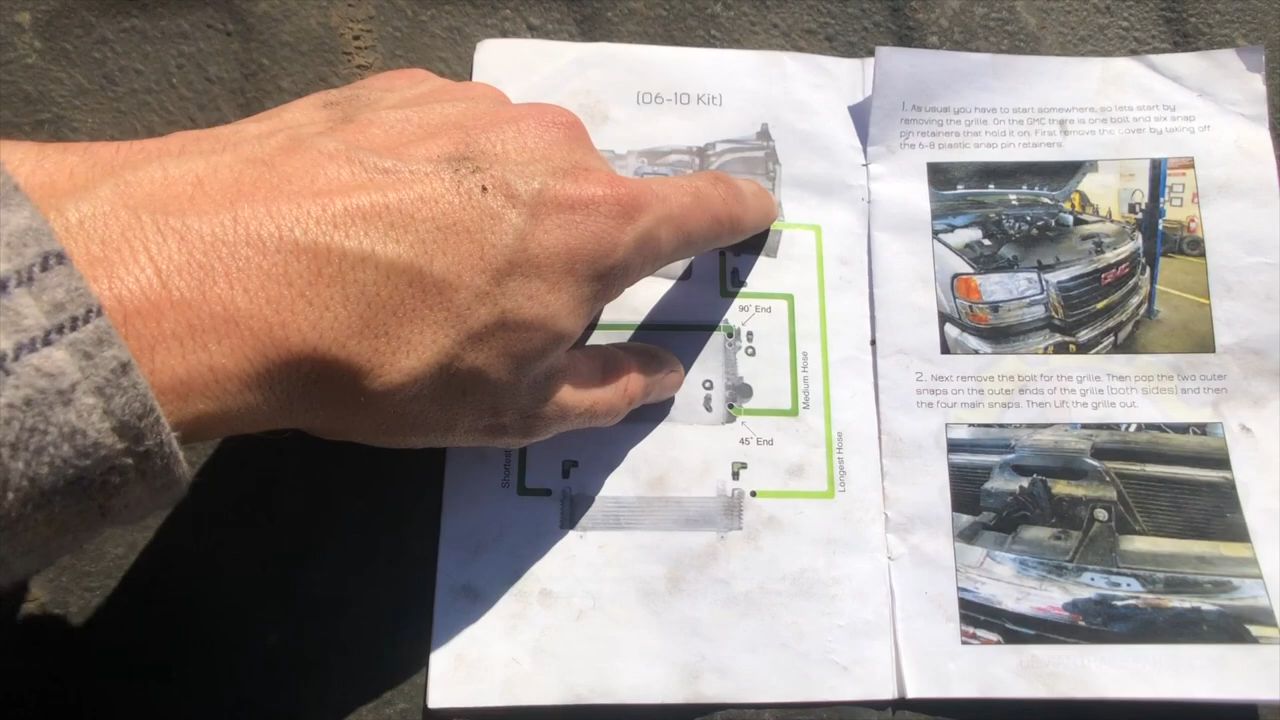 (06-10 Kit)
90° End
Medium Hose
45° End
Shortest
Longest Hose
1. As usual you have to start somewhere, so lets start by
removing the grille. On the GMC there is one bolt and six snap
pin retainers that hold it on. First remove the cover by taking off
the 6-8 plastic snap pin retainers.
GMC
2. Next remove the bolt for the grille. Then pop the two outer
snaps on the outer ends of the grille (both sides) and then
the four main snaps. Then Lift the grille out.